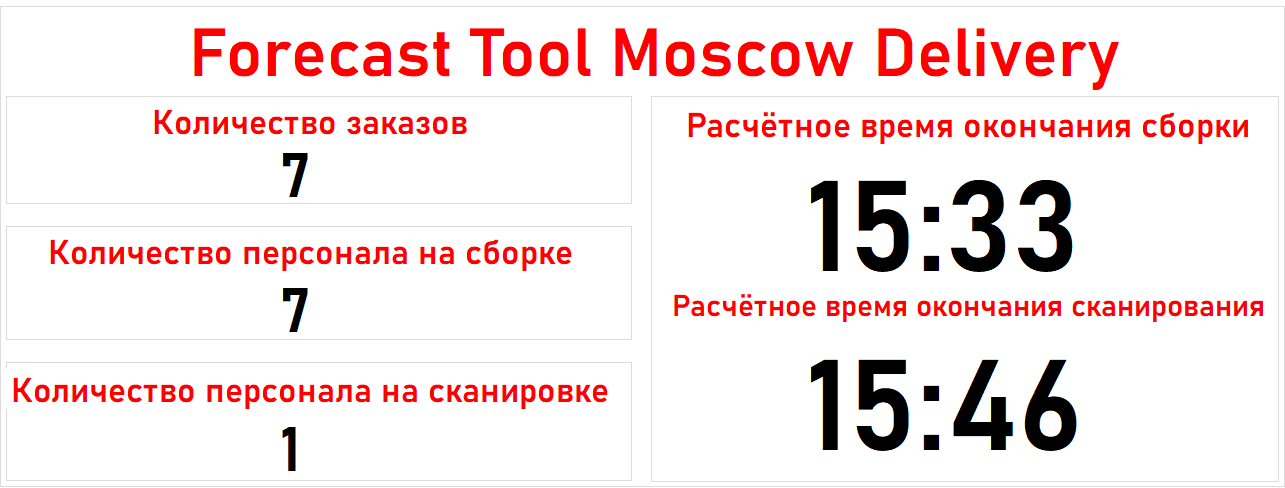 Forecast Tool Moscow Delivery
Количество заказов
7
Количество персонала на сборке
7
Количество персонала на сканировке
1
Расчётное время окончания сборки
15:33
Расчётное время окончания сканирования
15:46